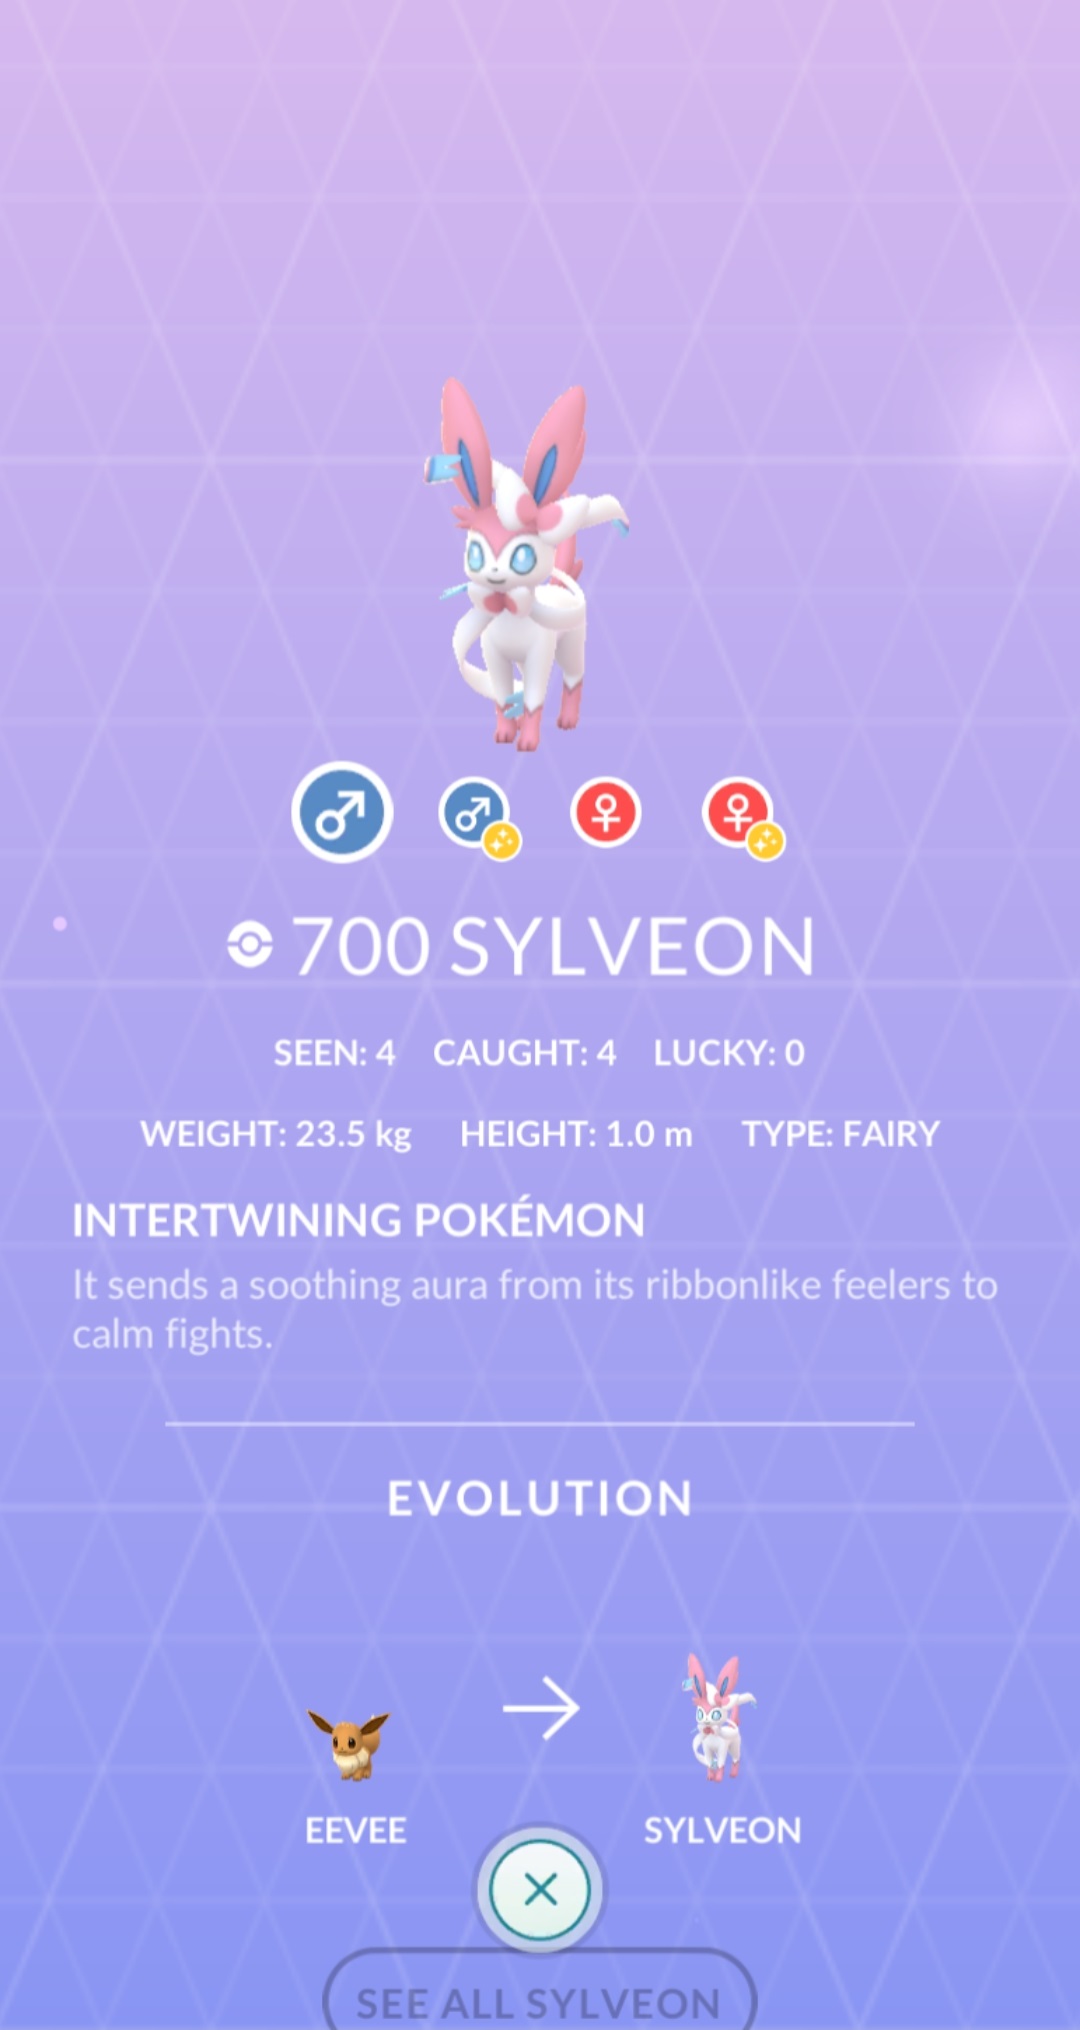 700 SYLVEON
SEEN: 4 CAUGHT: 4 LUCKY: 0
WEIGHT: 23.5 kg HEIGHT: 1.0 m TYPE: FAIRY
INTERTWINING POKÉMON
It sends a soothing aura from its ribbonlike feelers to
calm fights.
EVOLUTION
EEVEE SYLVEON
SEE ALL SYLVEON